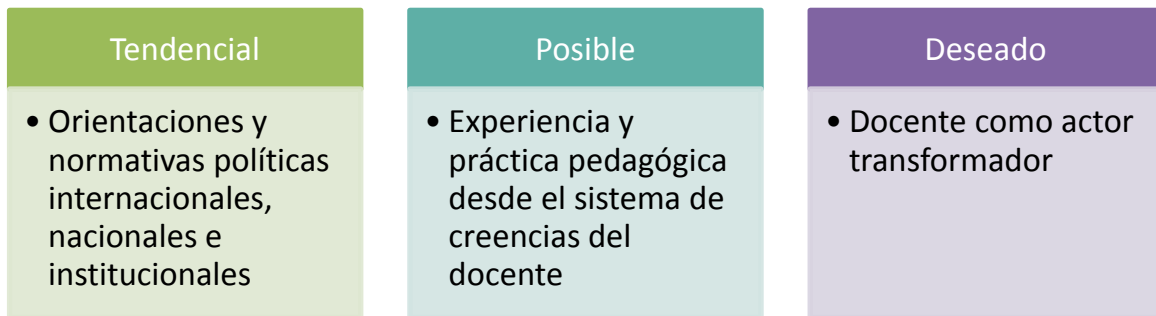 Tendencial
• Orientaciones y
normativas políticas
internacionales,
nacionales e
institucionales
Posible
• Experiencia y
práctica pedagógica
desde el sistema de
creencias del
docente
Deseado
• Docente como actor
transformador